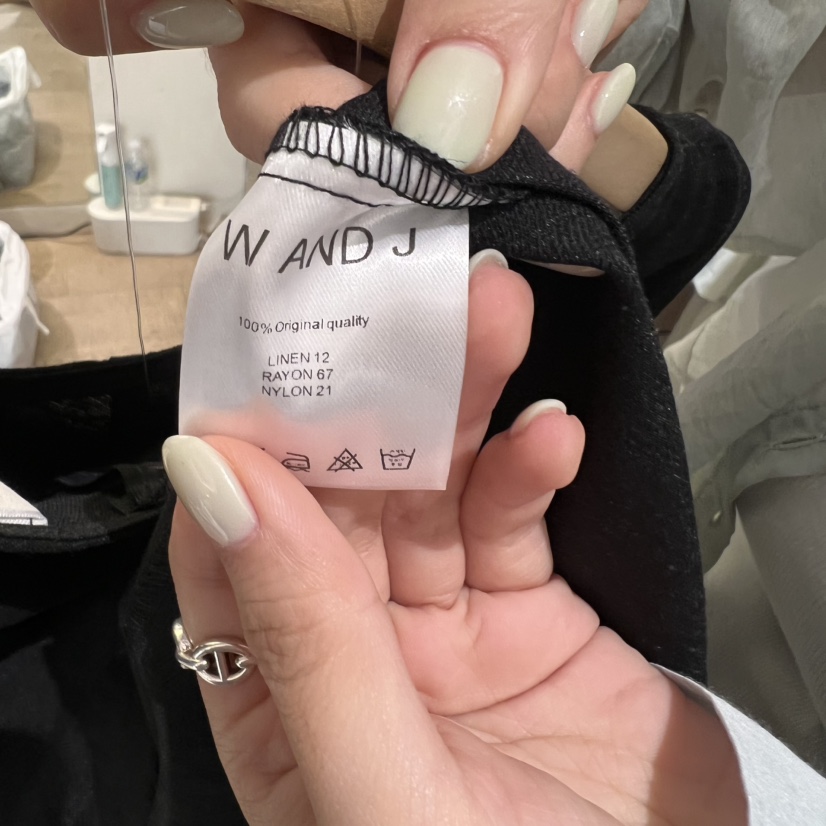 W AND J
100% Original quality
LINEN 12
RAYON 67
NYLON 21